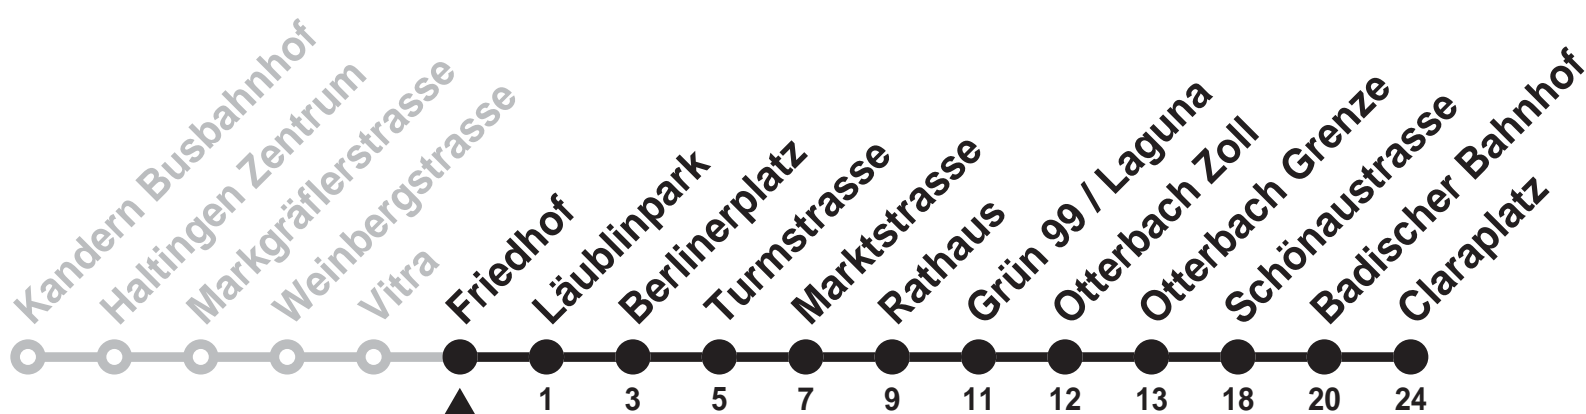 Kandern Busbahnhof
Haltingen Zentrum
Markgräflerstrasse
Weinbergstrasse
Vitra
Friedhof
Läublinpark
Berlinerplatz
Turmstrasse
Marktstrasse
Rathaus
Grün 99 / Laguna
Otterbach Zoll
Otterbach Grenze
Schönaustrasse
Badischer Bahnhof
Claraplatz
1 3 5 7 9 11 12 13 18 20 24